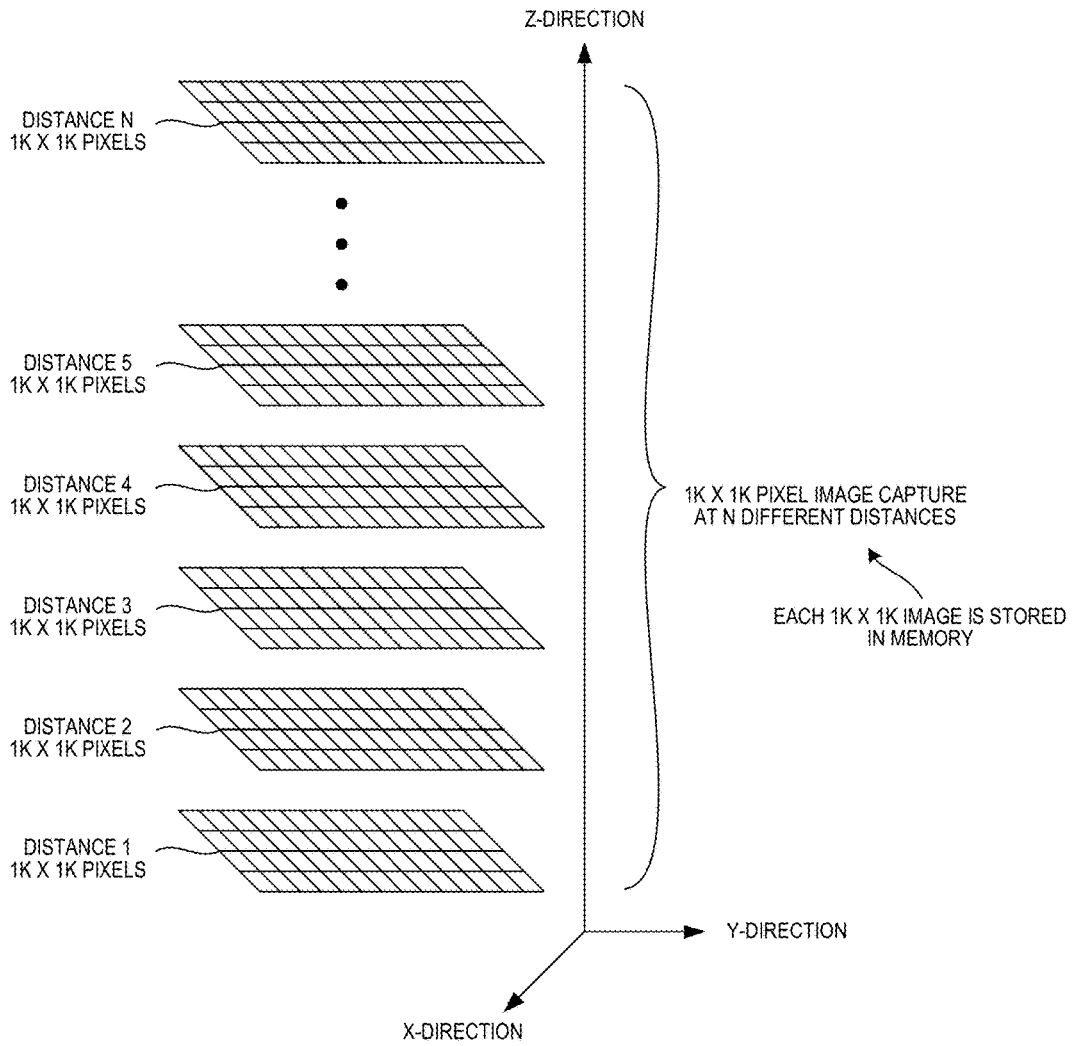 Z-DIRECTION
DISTANCE N
1K X 1K PIXELS
DISTANCE 5
1K X 1K PIXELS
DISTANCE 4
1K X 1K PIXELS
1K X 1K PIXEL IMAGE CAPTURE
AT N DIFFERENT DISTANCES
DISTANCE 3
1K X 1K PIXELS
EACH 1K X 1K IMAGE IS STORED
IN MEMORY
DISTANCE 2
1K X 1K PIXELS
DISTANCE 1
1K X 1K PIXELS
Y-DIRECTION
X-DIRECTION